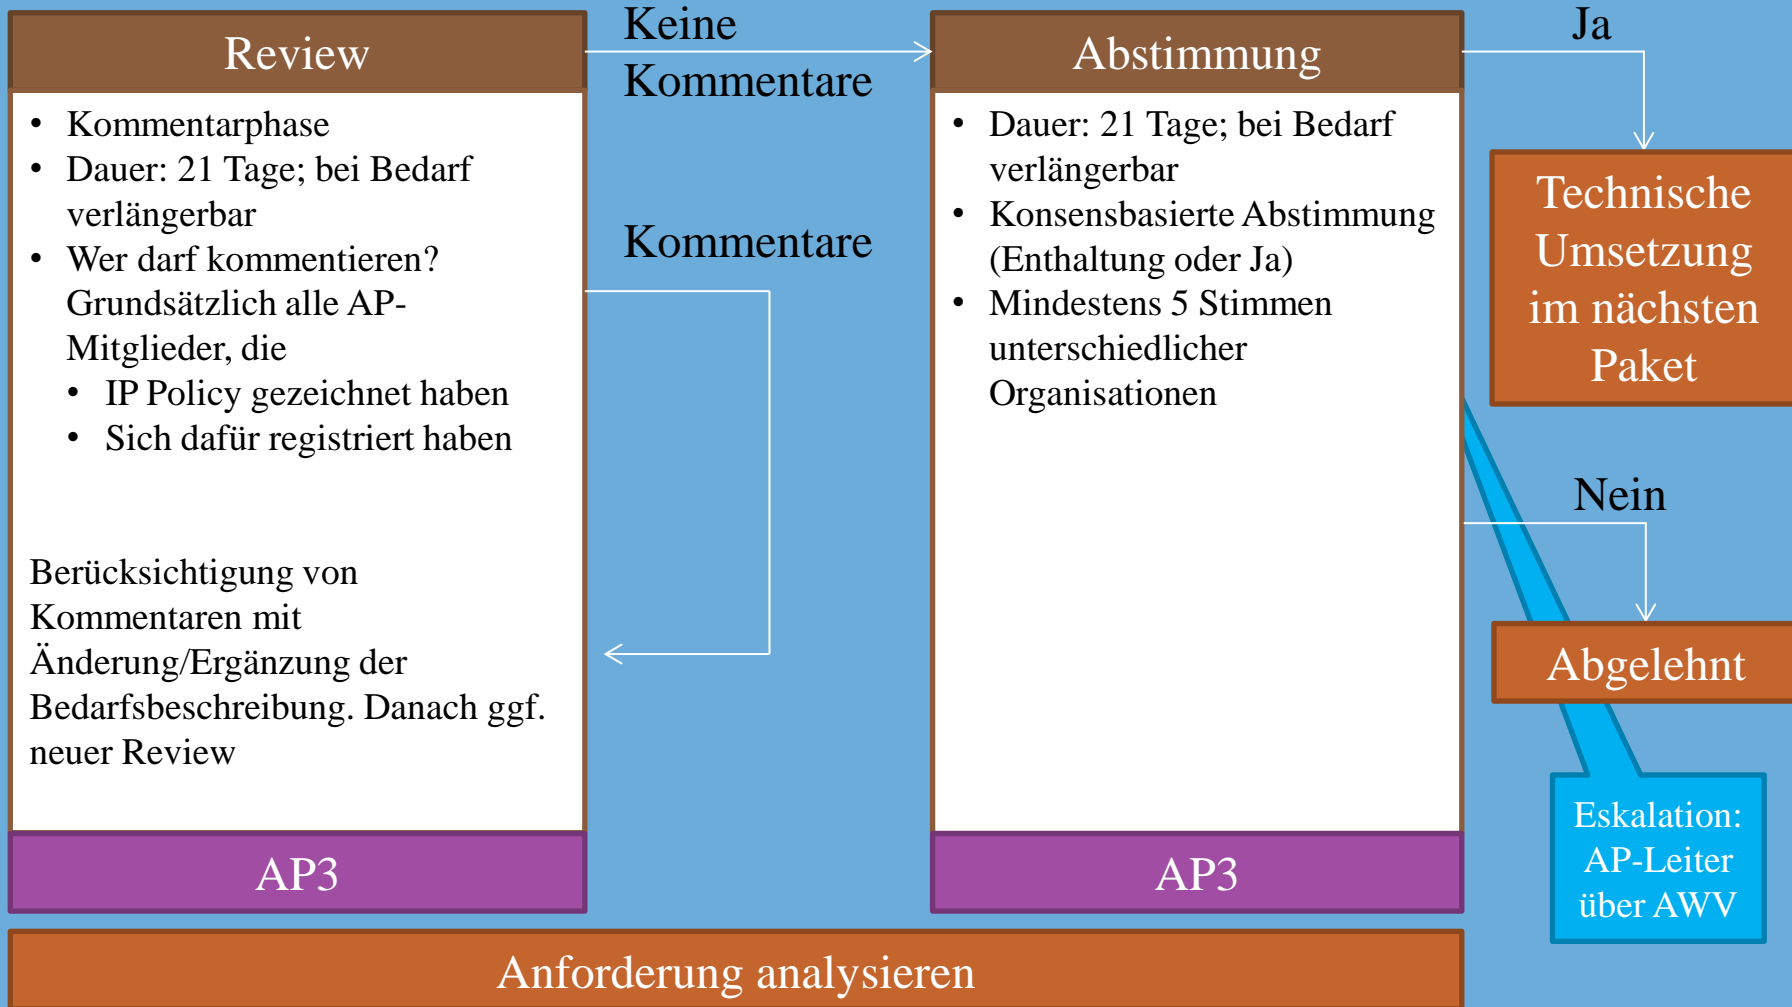 Review
• Kommentarphase
• Dauer: 21 Tage; bei Bedarf
verlängerbar
• Wer darf kommentieren?
Grundsätzlich alle AP-
Mitglieder, die
• IP Policy gezeichnet haben
• Sich dafür registriert haben
Berücksichtigung von
Kommentaren mit
Änderung/Ergänzung der
Bedarfsbeschreibung. Danach ggf.
neuer Review
AP3
Keine
Kommentare
Kommentare
Abstimmung
• Dauer: 21 Tage; bei Bedarf
verlängerbar
• Konsensbasierte Abstimmung
(Enthaltung oder Ja)
• Mindestens 5 Stimmen
unterschiedlicher
Organisationen
AP3
Ja
Technische
Umsetzung
im nächsten
Paket
Nein
Abgelehnt
Eskalation:
AP-Leiter
über AWV
Anforderung analysieren